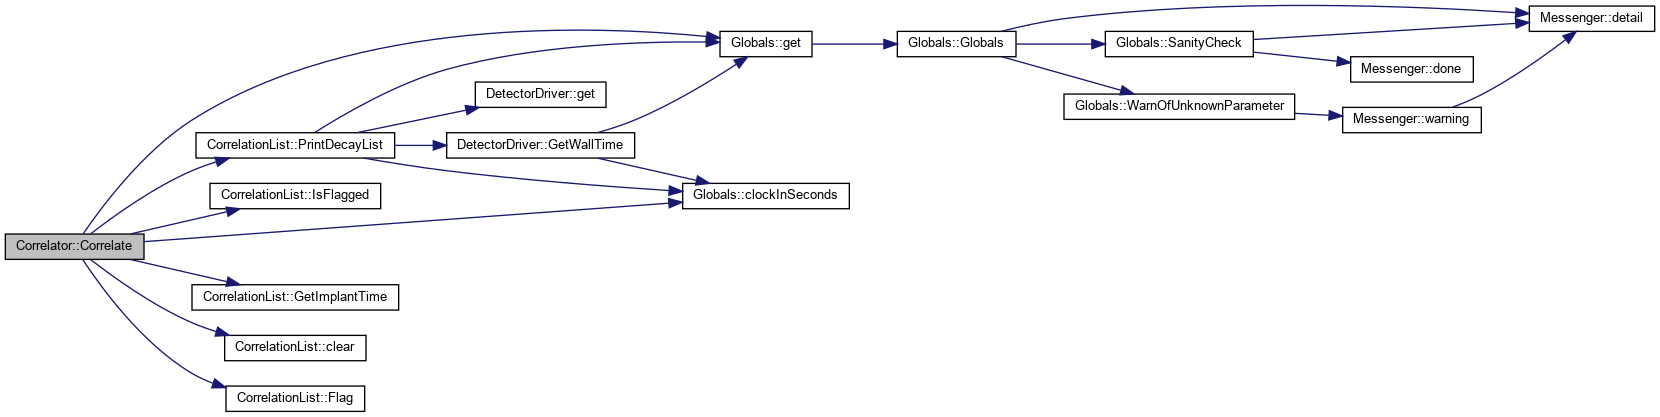 Messenger::detail
Globals::get
Globals::Globals
Globals::SanityCheck
Messenger::done
DetectorDriver::get
Globals::WarnOfUnknownParameter
Messenger::warning
CorrelationList::PrintDecayList
DetectorDriver::GetWallTime
CorrelationList::IsFlagged
Globals::clockInSeconds
Correlator::Correlate
CorrelationList::GetImplantTime
CorrelationList::clear
CorrelationList::Flag